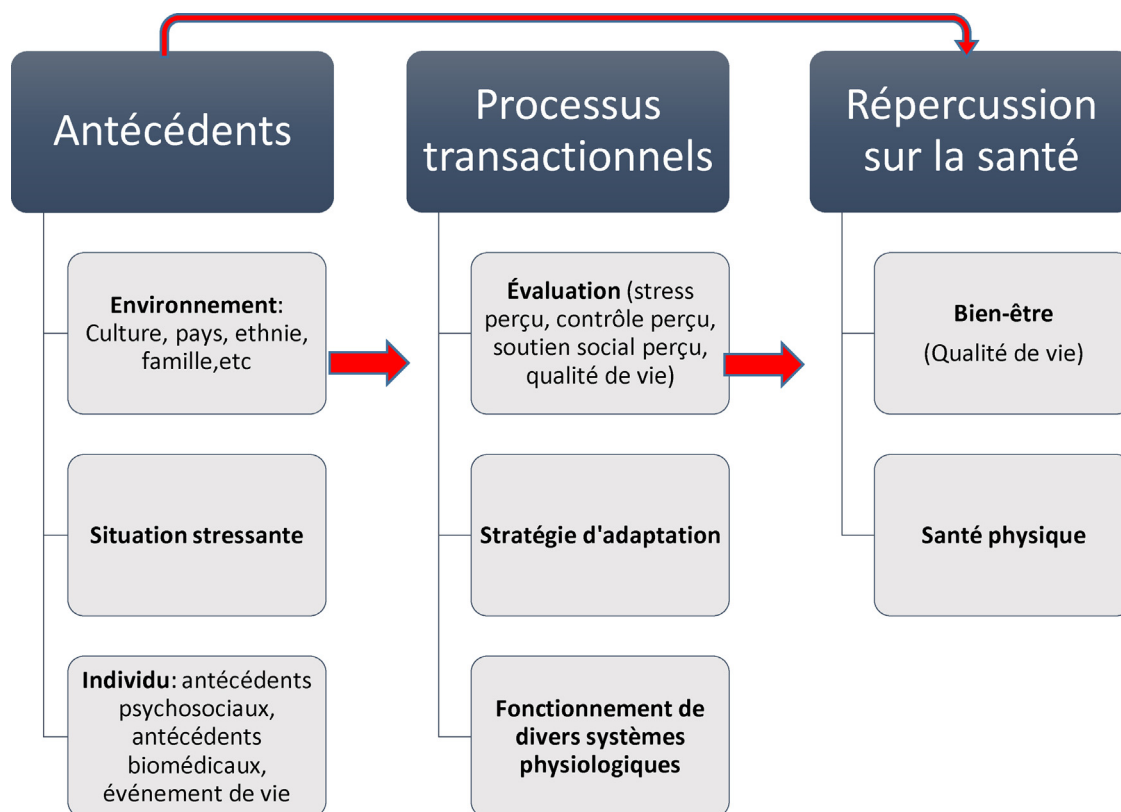 Antécédents
Environnement:
Culture, pays, ethnie,
famille,etc
Situation stressante
Individu: antécédents
psychosociaux,
antécédents
biomédicaux,
événement de vie
Processus
transactionnels
Évaluation (stress
perçu, contrôle perçu,
soutien social perçu,
qualité de vie)
Stratégie d'adaptation
Fonctionnement de
divers systèmes
physiologiques
Répercussion
sur la santé
Bien-être
(Qualité de vie)
Santé physique